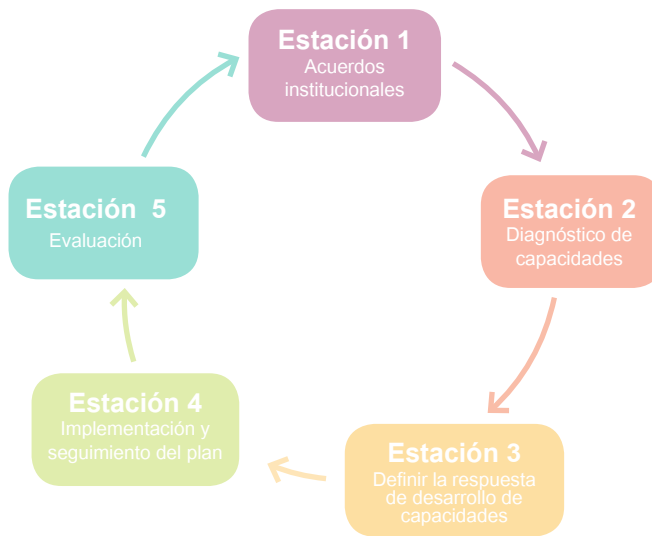 Estación 1
Acuerdos
institucionales
Estación 2
Diagnóstico de
capacidades
Estación 3
Definir la respuesta
de desarrollo de
capacidades
Estación 4
Implementación y
seguimiento del plan
Estación 5
Evaluación